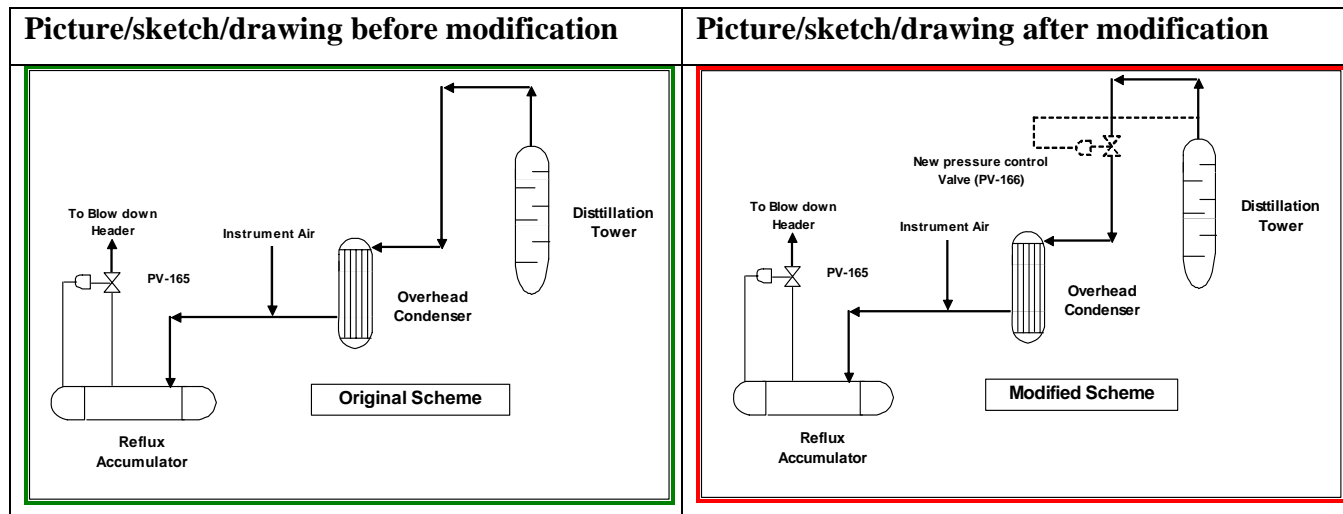 Picture/sketch/drawing before modification
Picture/sketch/drawing after modification
To Blow down
Header
Instrument Air
PV-165
Disttillation
Tower
Overhead
Condenser
Original Scheme
Reflux
Accumulator
New pressure control
Valve (PV-166)
To Blow down
Header
Instrument Air
PV-165
Disttillation
Tower
Overhead
Condenser
Modified Scheme
Reflux
Accumulator